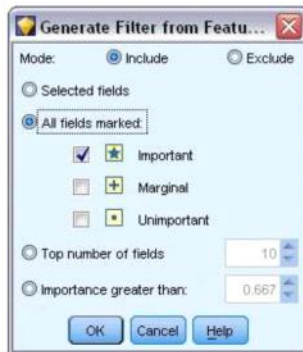 Generate Filter from Featu...
Mode: Include Exclude
Selected fields
All fields marked:
Important
Marginal
Unimportant
Top number of fields 10
Importance greater than: 0.667
OK Cancel Help